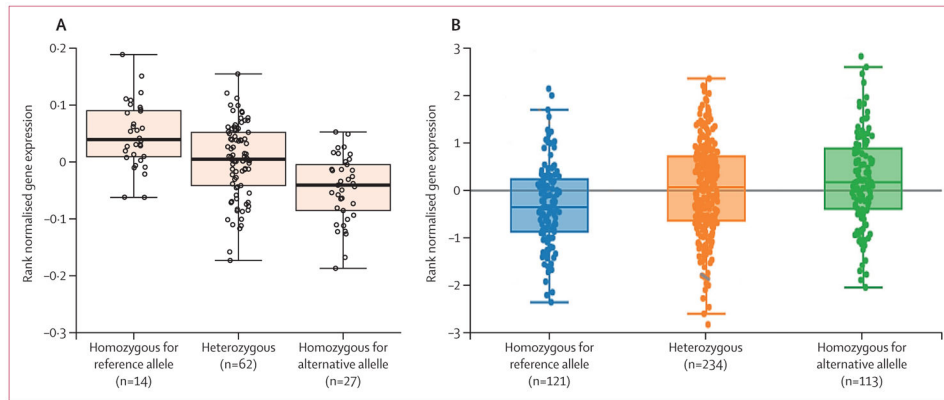 A
B
Rank normalised gene expression
0·2
0·1
0
–0·1
–0·2
–0·3
Homozygous for
reference allele
(n=14)
Heterozygous
(n=62)
Homozygous for
alternative allelle
(n=27)
Rank normalised gene expression
3
2
1
0
–1
–2
–3
Homozygous for
reference allele
(n=121)
Heterozygous
(n=234)
Homozygous for
alternative allelle
(n=113)